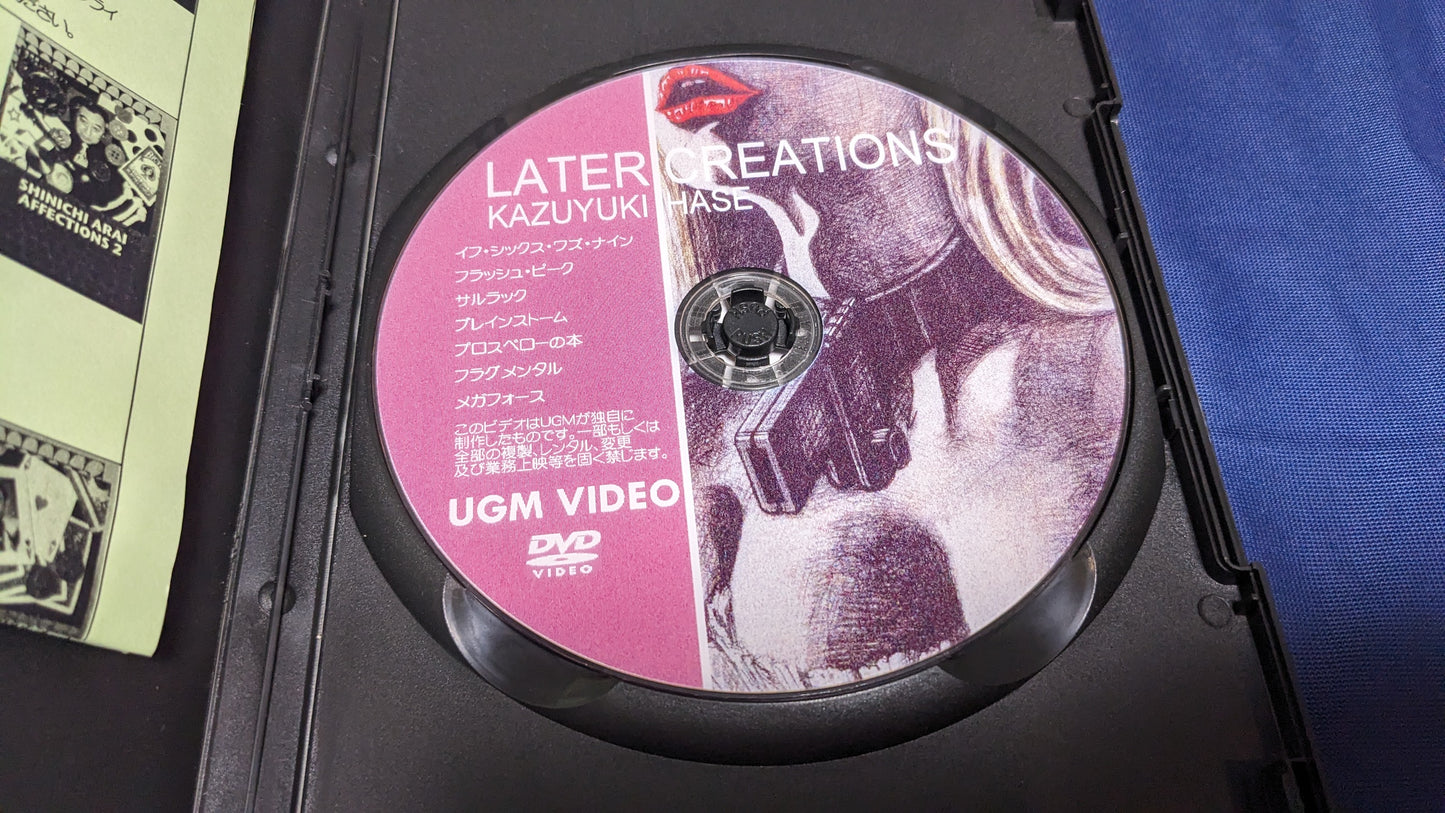 ださい。
SHINICHI ARAI
AFFECTIONS 2
LATER CREATIONS
KAZUYUKI HASE
イフ・シックス・ワズ・ナイン
フラッシュ・ピーク
サルラック
ブレインストーム
プロスペローの本
フラグメンタル
メガフォース
このビデオはUGMが独自に
制作したものです。一部もしくは
全部の複製、レンタル、変更
及び業務上映等を固く禁じます。
UGM VIDEO
DVD
VIDEO